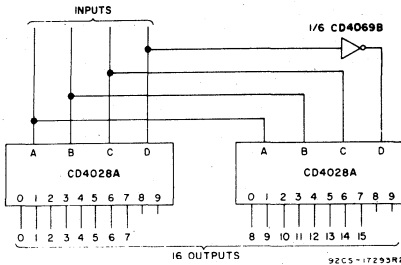 INPUTS
1/6 CD4069B
A B C D
A B C D
CD4028A
CD4028A
0 1 2 3 4 5 6 7 8 9
0 1 2 3 4 5 6 7 8 9
0 1 2 3 4 5 6 7
8 9 10 11 12 13 14 15
16 OUTPUTS
92CS-17293R2